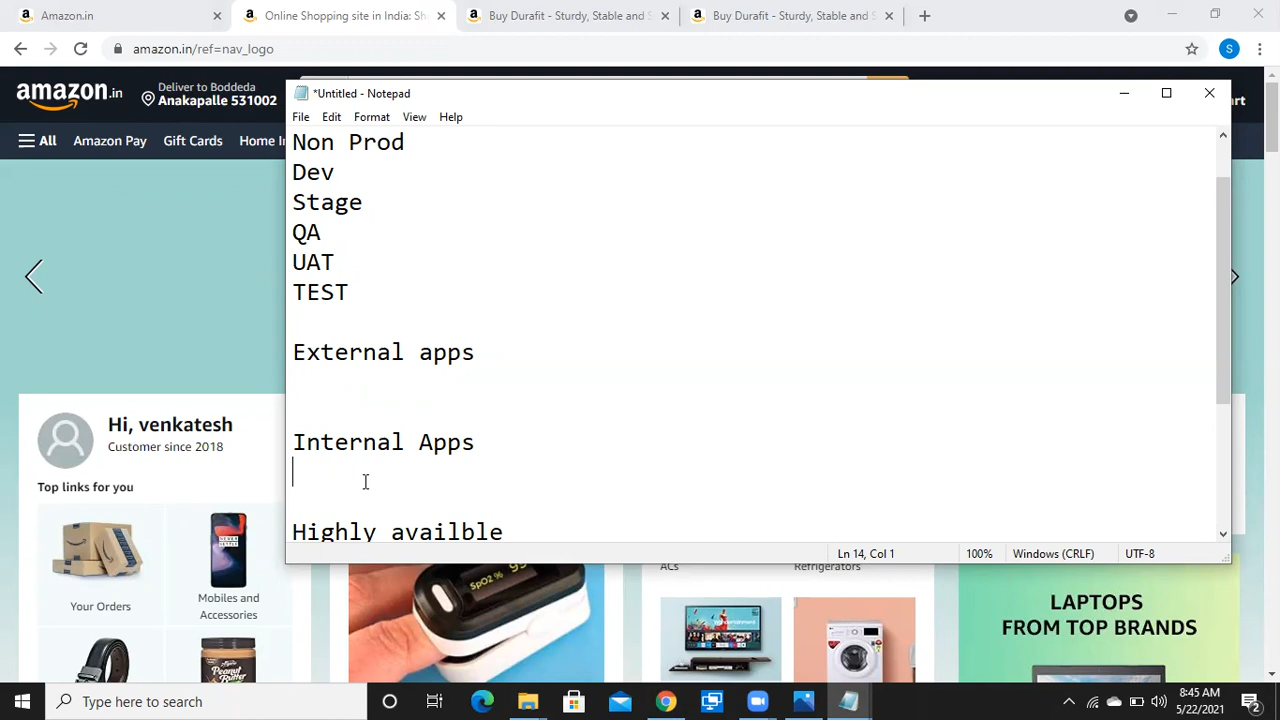 Amazon.in
Online Shopping site in India: Sh
Buy Durafit - Sturdy, Stable and S
Buy Durafit - Sturdy, Stable and S
amazon.in/ref=nav_logo
S
amazon.in
Deliver to Boddeda
Anakapalle 531002
All
Amazon Pay
Gift Cards
Home I
*Untitled - Notepad
File
Edit
Format
View
Help
Non Prod
Dev
Stage
QA
UAT
TEST
External apps
Internal Apps
Highly availble
Ln 14, Col 1
100%
Windows (CRLF)
UTF-8
Hi, venkatesh
Customer since 2018
Top links for you
Your Orders
Mobiles and
Accessories
SpO2 %
ACs
Refrigerators
LAPTOPS
FROM TOP BRANDS
Type here to search
8:45 AM
5/22/2021
2